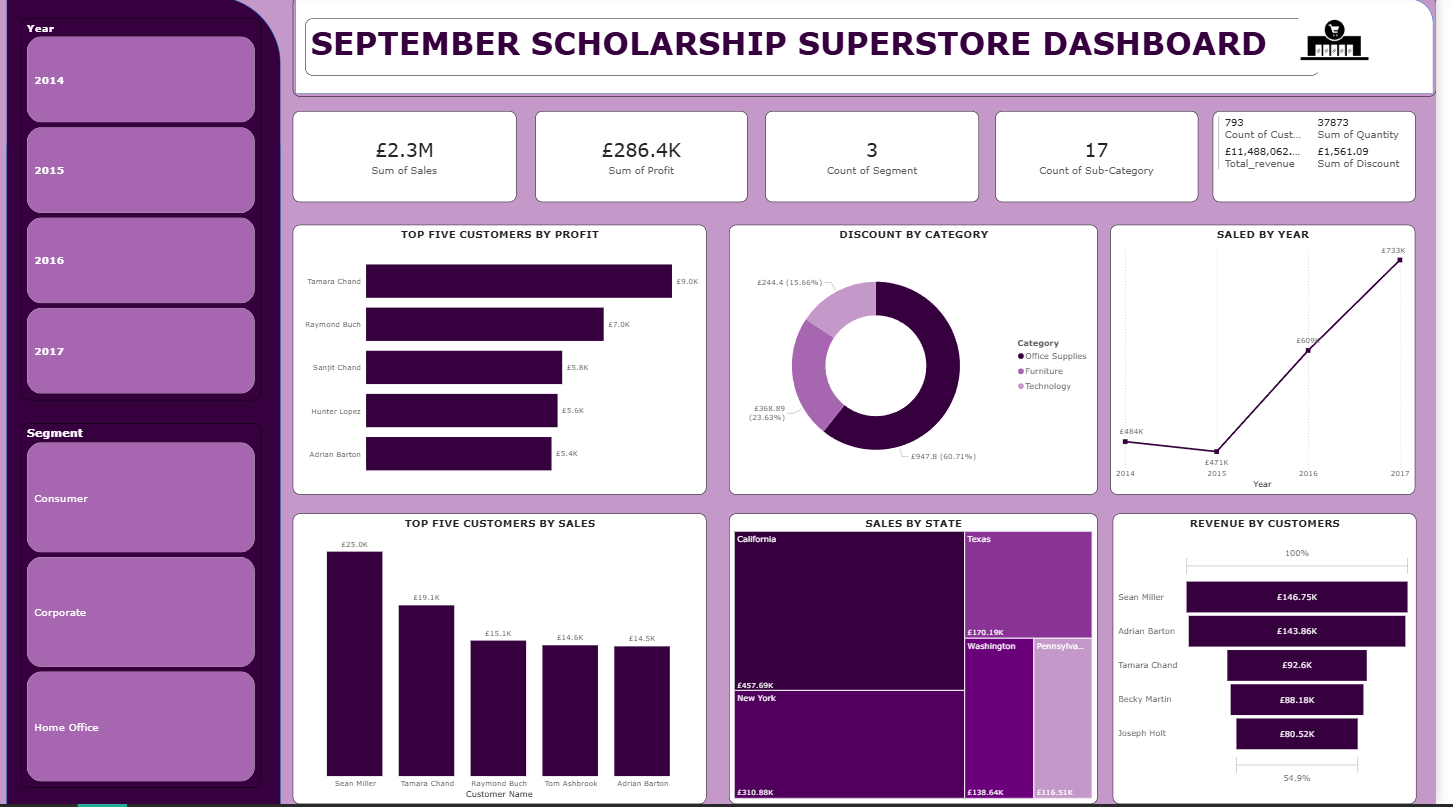 Year
2014
2015
2016
2017
Segment
Consumer
Corporate
Home Office
SEPTEMBER SCHOLARSHIP SUPERSTORE DASHBOARD
£2.3M
Sum of Sales
£286.4K
Sum of Profit
3
Count of Segment
17
Count of Sub-Category
793
Count of Cust...
37873
Sum of Quantity
£11,488,062....
Total_revenue
£1,561.09
Sum of Discount
TOP FIVE CUSTOMERS BY PROFIT
Tamara Chand £9.0K
Raymond Buch £7.0K
Sanjit Chand £5.8K
Hunter Lopez £5.6K
Adrian Barton £5.4K
DISCOUNT BY CATEGORY
£244.4 (15.66%)
£368.89
(23.63%)
£947.8 (60.71%)
Category
Office Supplies
Furniture
Technology
SALED BY YEAR
£733K
£609K
£484K
£471K
2014 2015 2016 2017
Year
TOP FIVE CUSTOMERS BY SALES
£25.0K
£19.1K
£15.1K
£14.6K
£14.5K
Sean Miller Tamara Chand Raymond Buch Tom Ashbrook Adrian Barton
Customer Name
SALES BY STATE
California
£457.69K
New York
£310.88K
Texas
£170.19K
Washington
£138.64K
Pennsylva...
£116.51K
REVENUE BY CUSTOMERS
100%
Sean Miller £146.75K
Adrian Barton £143.86K
Tamara Chand £92.6K
Becky Martin £88.18K
Joseph Holt £80.52K
54.9%